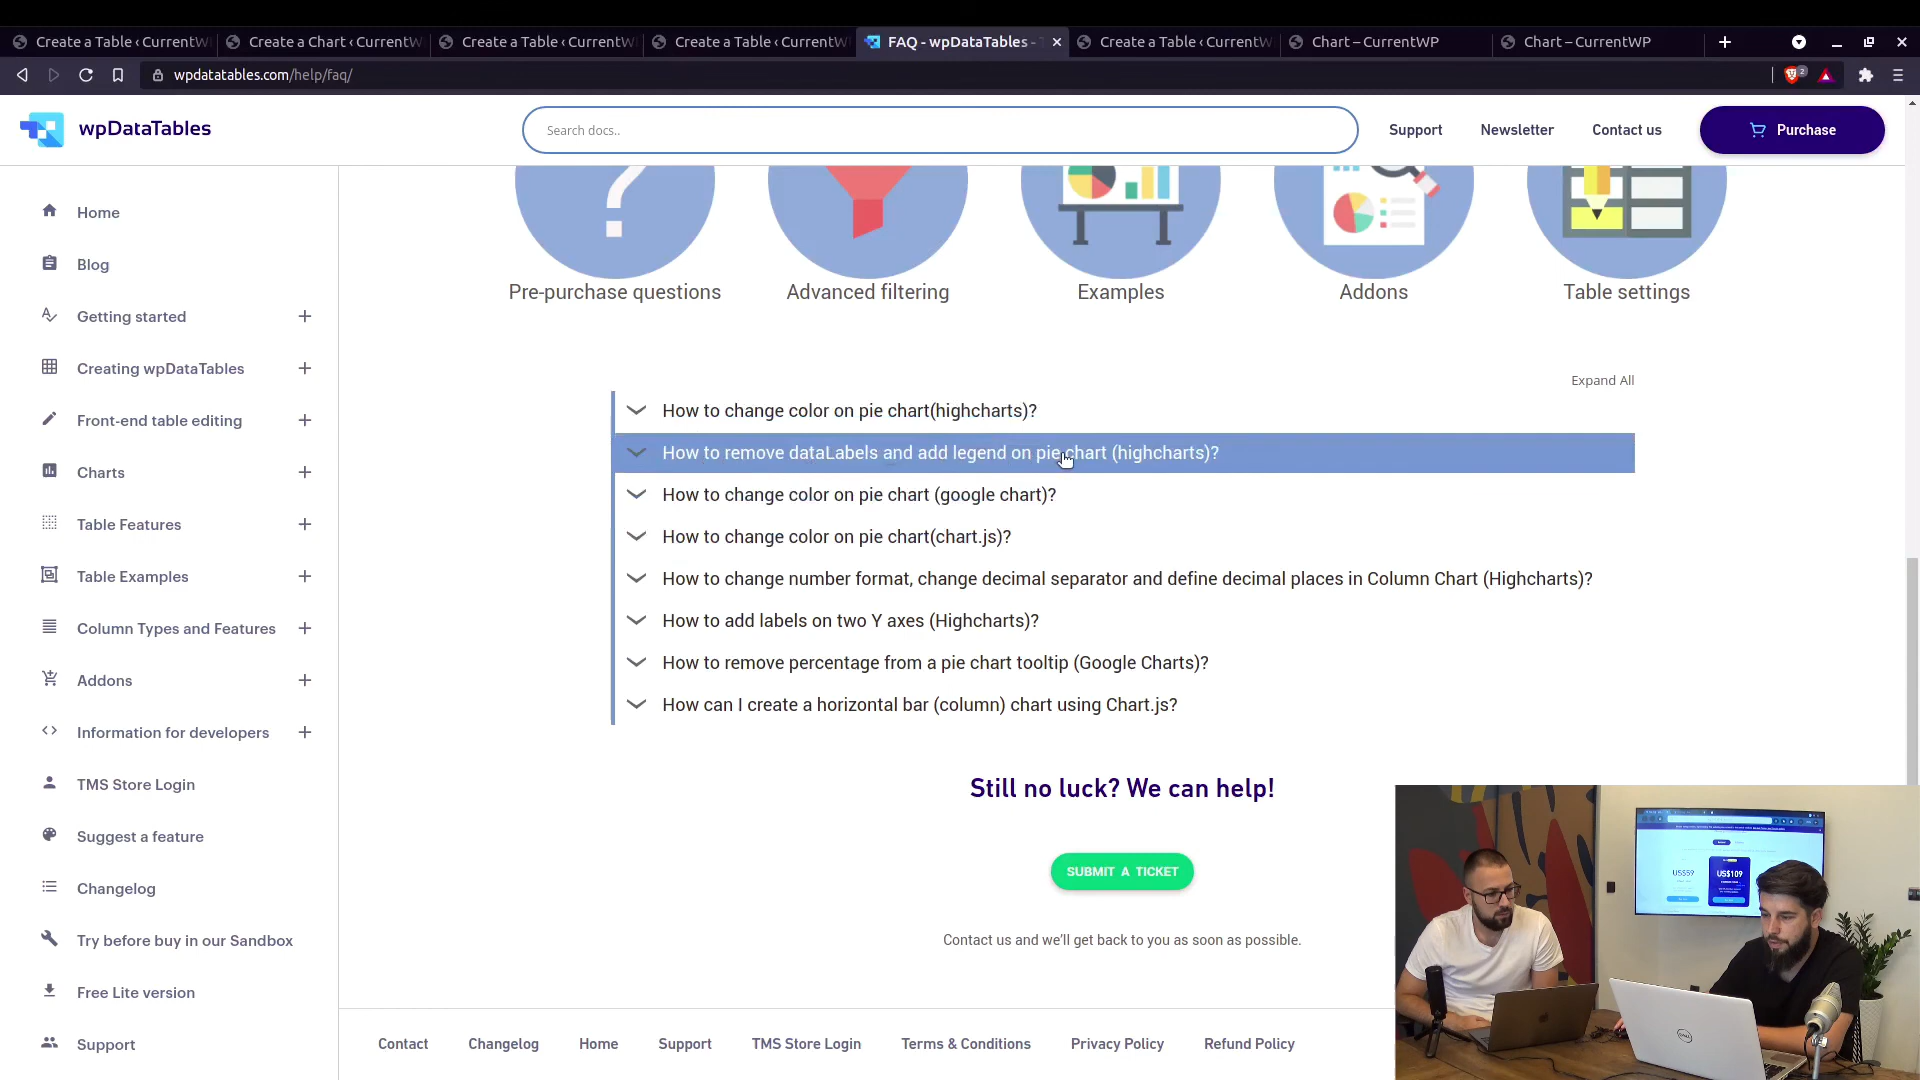 Create a Table ‹ CurrentW
Create a Chart ‹ CurrentW
Create a Table ‹ CurrentW
Create a Table ‹ CurrentW
FAQ - wpDataTables -
Create a Table ‹ CurrentW
Chart – CurrentWP
Chart – CurrentWP
wpdatatables.com/help/faq/
2
wpDataTables
Search docs..
Support
Newsletter
Contact us
Purchase
Home
Blog
Getting started
Creating wpDataTables
Front-end table editing
Charts
Table Features
Table Examples
Column Types and Features
Addons
Information for developers
TMS Store Login
Suggest a feature
Changelog
Try before buy in our Sandbox
Free Lite version
Support
Pre-purchase questions
Advanced filtering
Examples
Addons
Table settings
Expand All
How to change color on pie chart(highcharts)?
How to remove dataLabels and add legend on pie chart (highcharts)?
How to change color on pie chart (google chart)?
How to change color on pie chart(chart.js)?
How to change number format, change decimal separator and define decimal places in Column Chart (Highcharts)?
How to add labels on two Y axes (Highcharts)?
How to remove percentage from a pie chart tooltip (Google Charts)?
How can I create a horizontal bar (column) chart using Chart.js?
Still no luck? We can help!
SUBMIT A TICKET
Contact us and we'll get back to you as soon as possible.
Contact
Changelog
Home
Support
TMS Store Login
Terms & Conditions
Privacy Policy
Refund Policy
US$59
US$109
DELL